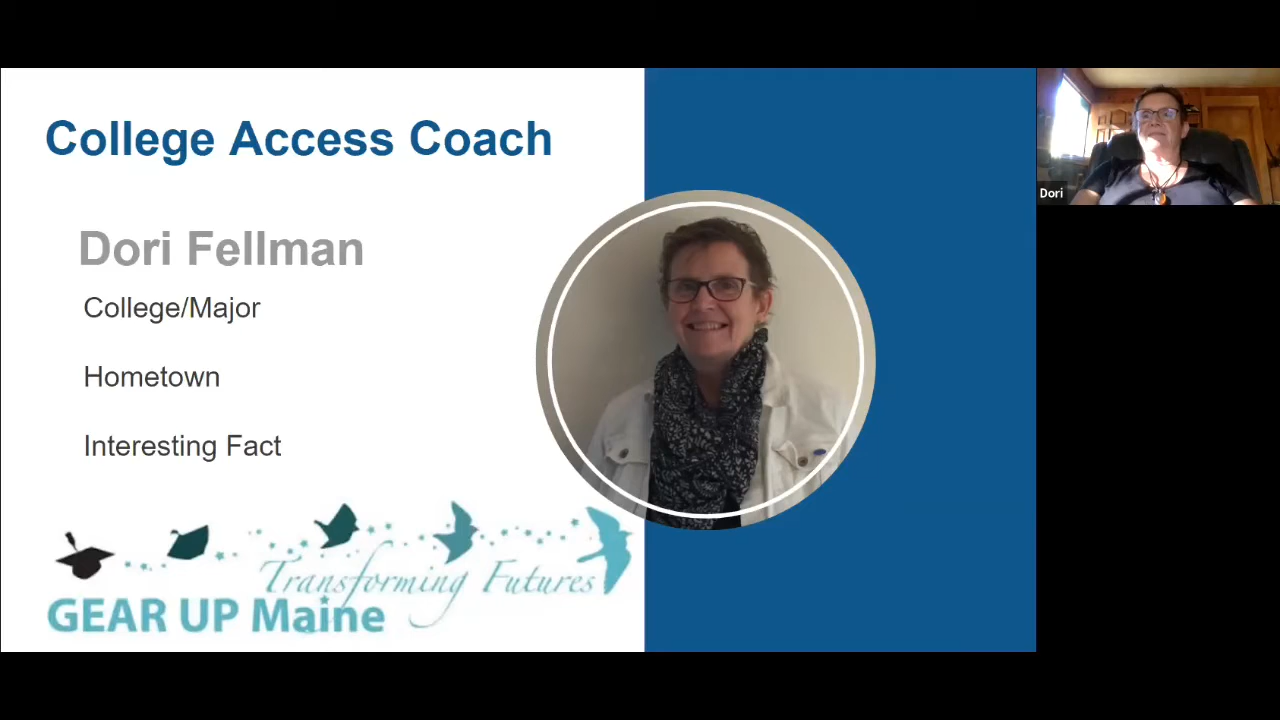 College Access Coach
Dori Fellman
College/Major
Hometown
Interesting Fact
Transforming Futures
GEAR UP Maine
Dori